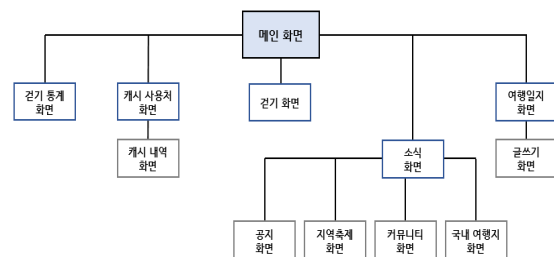 메인 화면
걷기 통계
화면
캐시 사용처
화면
걷기 화면
여행일지
화면
캐시 내역
화면
소식
화면
글쓰기
화면
공지
화면
지역축제
화면
커뮤니티
화면
국내 여행지
화면